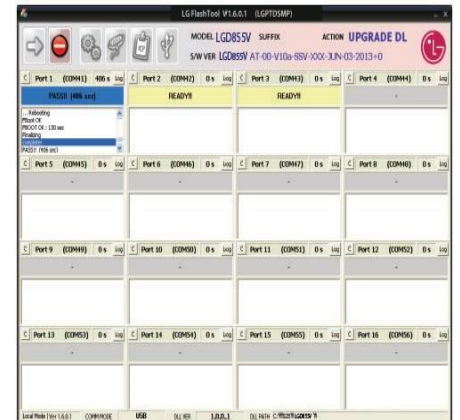 LG FlashTool V1.6.0.1 (LGPTDSMP)
MODEL LGD855V SUFFIX ACTION UPGRADE DL
S/W VER LGD855V AT-00-V10a-55V-XXX-JUN-03-2013+0
C Port 1 (COM41) 406 s Log C Port 2 (COM42) 0 s Log C Port 3 (COM43) 0 s Log C Port 4 (COM44) Log
PASS!! (406 sec) READY!! READY!! -
... Rebooting
PBoot OK
PBOOT OK : 130 sec
Finalizing
PASS!! (406 sec)
C Port 5 (COM45) 0 s Log C Port 6 (COM46) 0 s Log C Port 7 (COM47) 0 s Log C Port 8 (COM48) 0 s Log
- - - -
C Port 9 (COM49) 0 s Log C Port 10 (COM50) 0 s Log C Port 11 (COM51) 0 s Log C Port 12 (COM52) 0 s Log
- - - -
C Port 13 (COM53) 0 s Log C Port 14 (COM54) 0 s Log C Port 15 (COM55) 0 s Log C Port 16 (COM56) 0 s Log
- - - -
Local Mode | Ver 1.6.0.1 COMM MODE USB DLL VER 1.0.0..1 DLL PATH